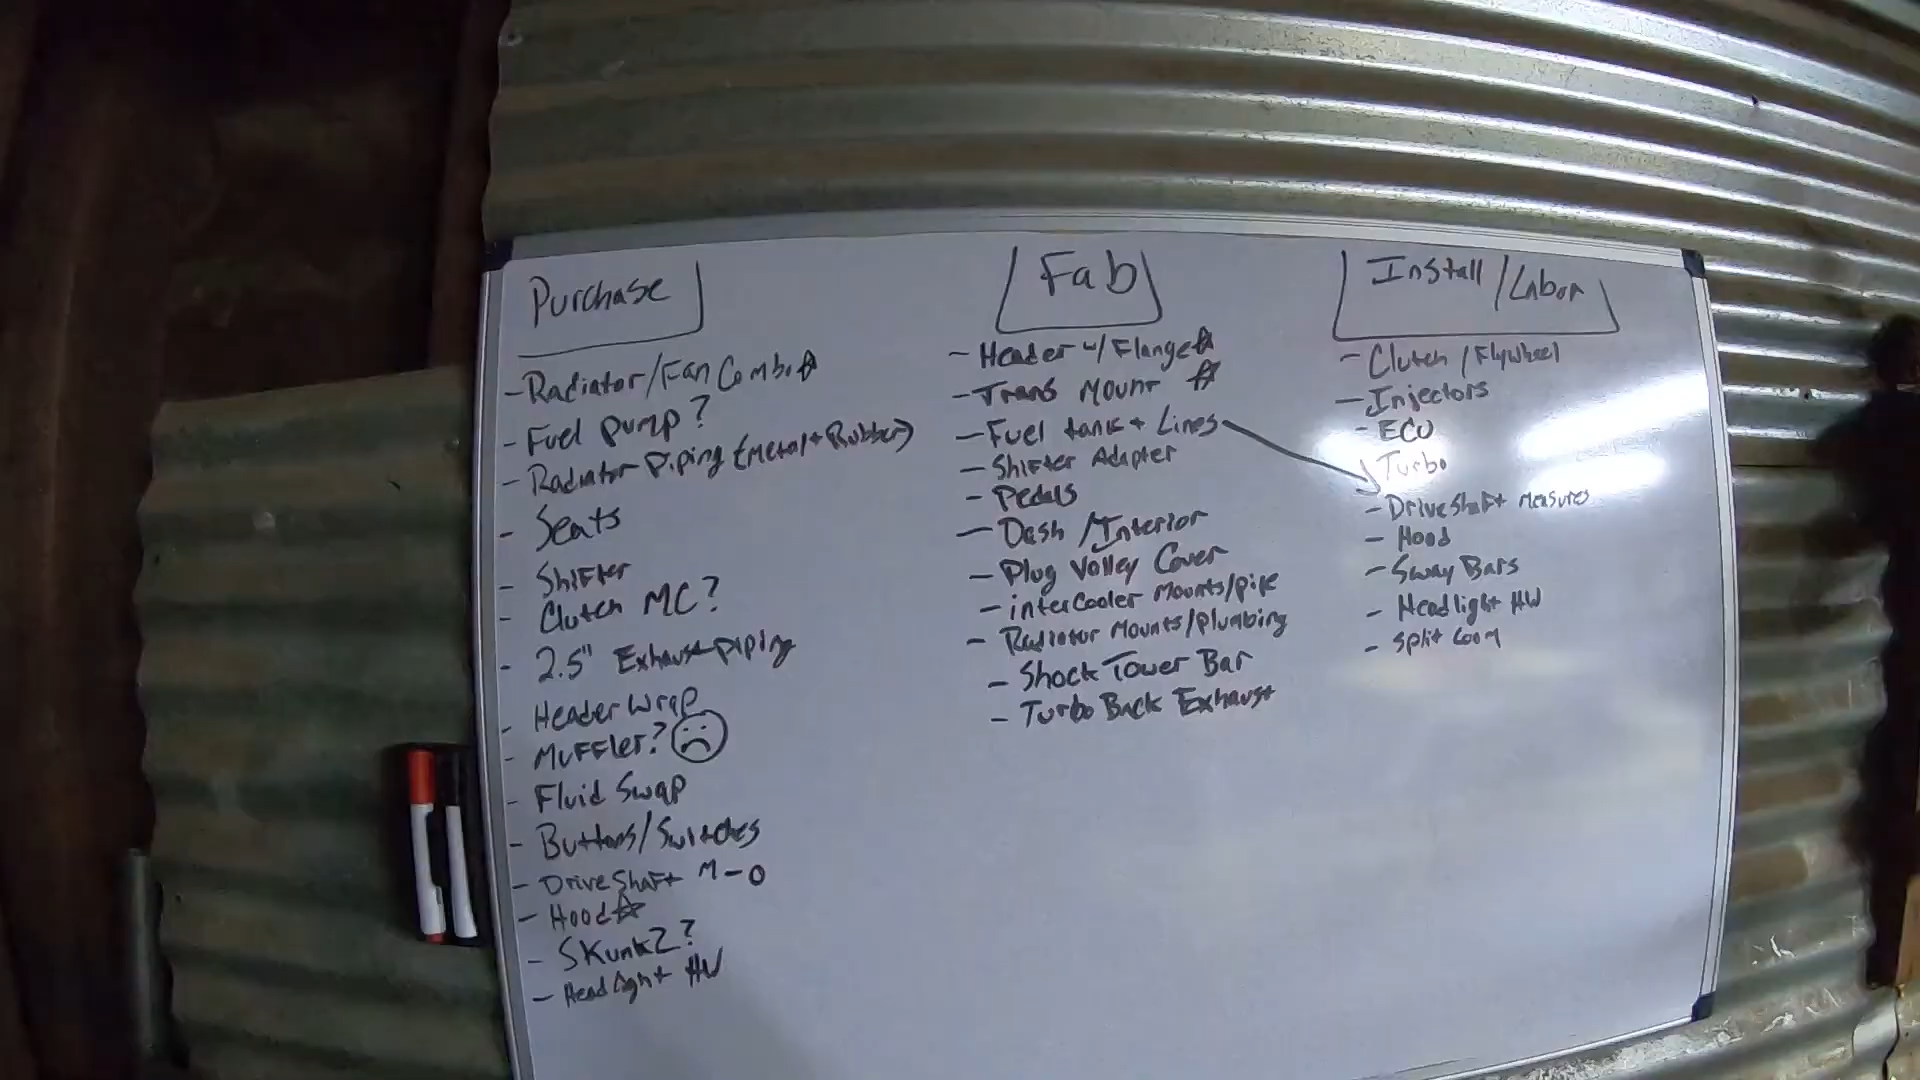 Purchase
- Radiator/Fan Combo ☆
- Fuel Pump?
- Radiator Piping (Metal + Rubber)
- Seats
- Shifter
- Clutch MC?
- 2.5" Exhaust piping
- Header Wrap
- Muffler? ☹
- Fluid Swap
- Buttons/Switches
- DriveShaft M-O
- Hood ☆
- Skunk2?
- Headlight HW
Fab
- Header w/ Flange ☆
- Trans Mount ☆
- Fuel tank + Lines
- Shifter Adapter
- Pedals
- Dash /Interior
- Plug Valley Cover
- interCooler Mounts/pipe
- Radiator Mounts/plumbing
- Shock Tower Bar
- Turbo Back Exhaust
Install/Labor
- Clutch / Flywheel
- Injectors
- ECU
- Turbo
- DriveShaft Measures
- Hood
- Sway Bars
- Headlight HW
- Split Loom